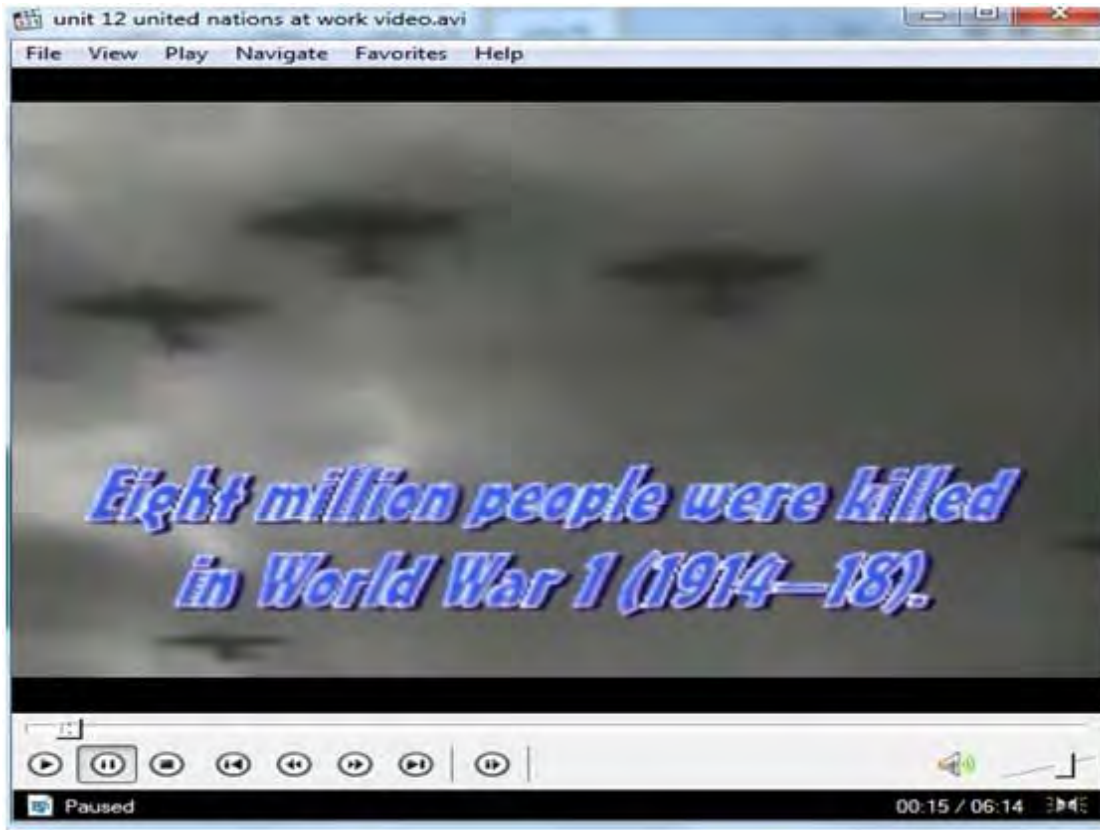 unit 12 united nations at work video.avi
File View Play Navigate Favorites Help
Eight million people were killed
in World War 1 (1914—18).
Paused 00:15 / 06:14